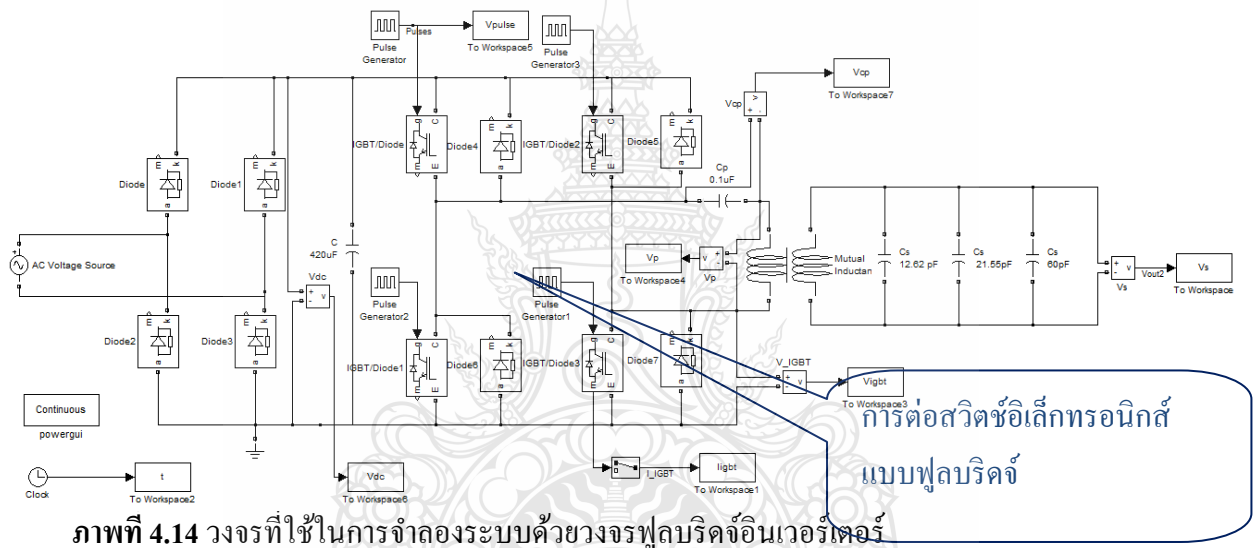 Pulse
Generator
Pulses
Vpulse
To Workspace5
Pulse
Generator3
Vcp
To Workspace7
Vcp
v
+
-
IGBT/Diode
g
C
m
E
Diode4
m
k
a
IGBT/Diode2
g
C
m
E
Diode5
m
k
a
Diode
m
k
a
Diode1
m
k
a
Cp
0.1uF
AC Voltage Source
+
C
420uF
Vdc
+
-
v
Vp
To Workspace4
v
+
-
Vp
Mutual
Inductan
Cs
12.62 pF
Cs
21.55pF
Cs
60pF
+
-
v
Vs
Vout2
Vs
To Workspace
Pulse
Generator2
Pulse
Generator1
Diode2
m
k
a
Diode3
m
k
a
IGBT/Diode1
g
C
m
E
Diode6
m
k
a
IGBT/Diode3
g
C
m
E
Diode7
m
k
a
V_IGBT
+
-
v
Vigbt
To Workspace3
การต่อสวิตช์อิเล็กทรอนิกส์
แบบฟูลบริดจ์
Continuous
powergui
Clock
t
To Workspace2
Vdc
To Workspace6
I_IGBT
Iigbt
To Workspace1
ภาพที่ 4.14 วงจรที่ใช้ในการจำลองระบบด้วยวงจรฟูลบริดจ์อินเวอร์เตอร์